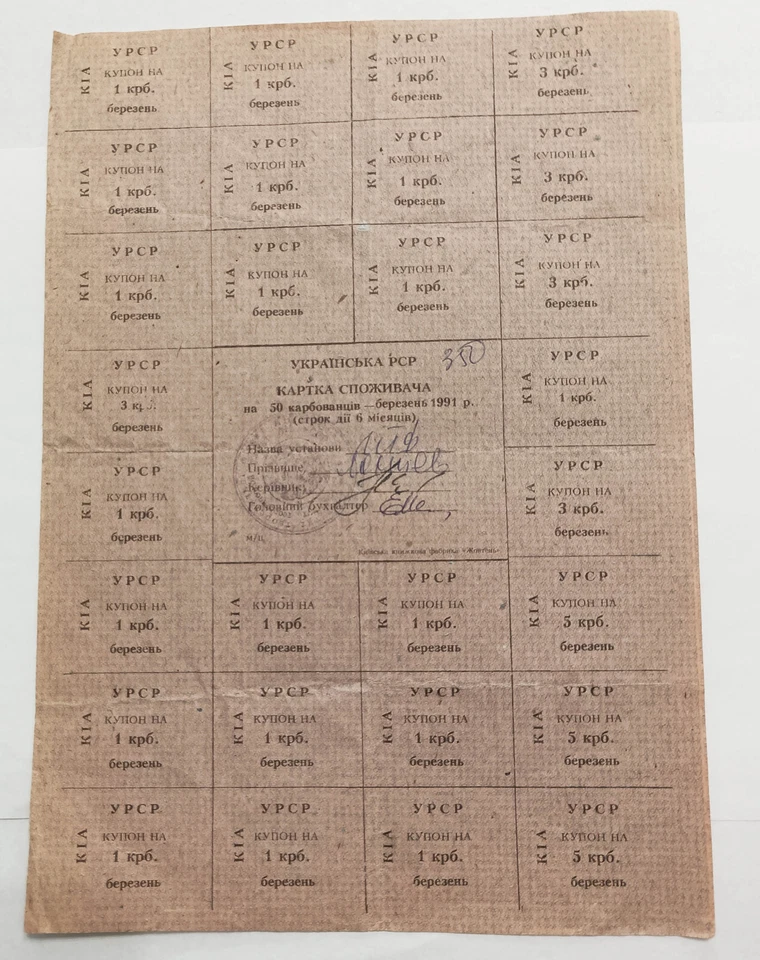 УРСР
КІА
КУПОН НА
1 крб.
березень
УРСР
КІА
КУПОН НА
1 крб.
березень
УРСР
КІА
КУПОН НА
1 крб.
березень
УРСР
КІА
КУПОН НА
3 крб.
березень
УРСР
КІА
КУПОН НА
1 крб.
березень
УРСР
КІА
КУПОН НА
1 крб.
березень
УРСР
КІА
КУПОН НА
1 крб.
березень
УРСР
КІА
КУПОН НА
3 крб.
березень
УРСР
КІА
КУПОН НА
1 крб.
березень
УРСР
КІА
КУПОН НА
1 крб.
березень
УРСР
КІА
КУПОН НА
1 крб.
березень
УРСР
КІА
КУПОН НА
3 крб.
березень
УРСР
КІА
КУПОН НА
3 крб.
березень
УКРАЇНСЬКА РСР 350
КАРТКА СПОЖИВАЧА
на 50 карбованців — березень 1991 р.
(строк дії 6 місяців)
Назва установи
Прізвище
Керівник
Головний бухгалтер
м/п
Київська книжкова фабрика «Жовтень»
УРСР
КІА
КУПОН НА
1 крб.
березень
УРСР
КІА
КУПОН НА
1 крб.
березень
УРСР
КІА
КУПОН НА
3 крб.
березень
УРСР
КІА
КУПОН НА
1 крб.
березень
УРСР
КІА
КУПОН НА
1 крб.
березень
УРСР
КІА
КУПОН НА
1 крб.
березень
УРСР
КІА
КУПОН НА
5 крб.
березень
УРСР
КІА
КУПОН НА
1 крб.
березень
УРСР
КІА
КУПОН НА
1 крб.
березень
УРСР
КІА
КУПОН НА
1 крб.
березень
УРСР
КІА
КУПОН НА
5 крб.
березень
УРСР
КІА
КУПОН НА
1 крб.
березень
УРСР
КІА
КУПОН НА
1 крб.
березень
УРСР
КІА
КУПОН НА
1 крб.
березень
УРСР
КІА
КУПОН НА
5 крб.
березень